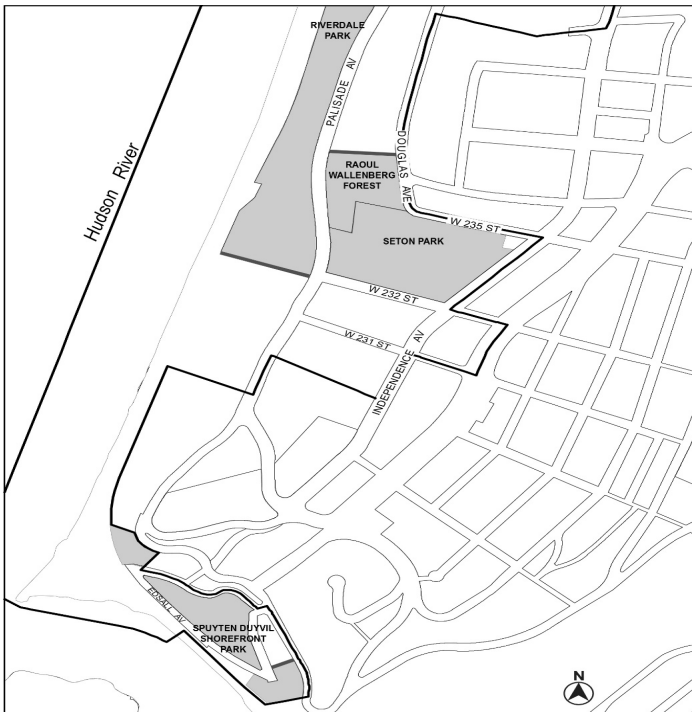 RIVERDALE
PARK
PALISADE AV
Hudson River
DOUGLAS AVE
RAOUL
WALLENBERG
FOREST
W 235 ST
SETON PARK
W 232 ST
W 231 ST
INDEPENDENCE AV
EDSALL AV
SPUYTEN DUYVIL
SHOREFRONT
PARK
N